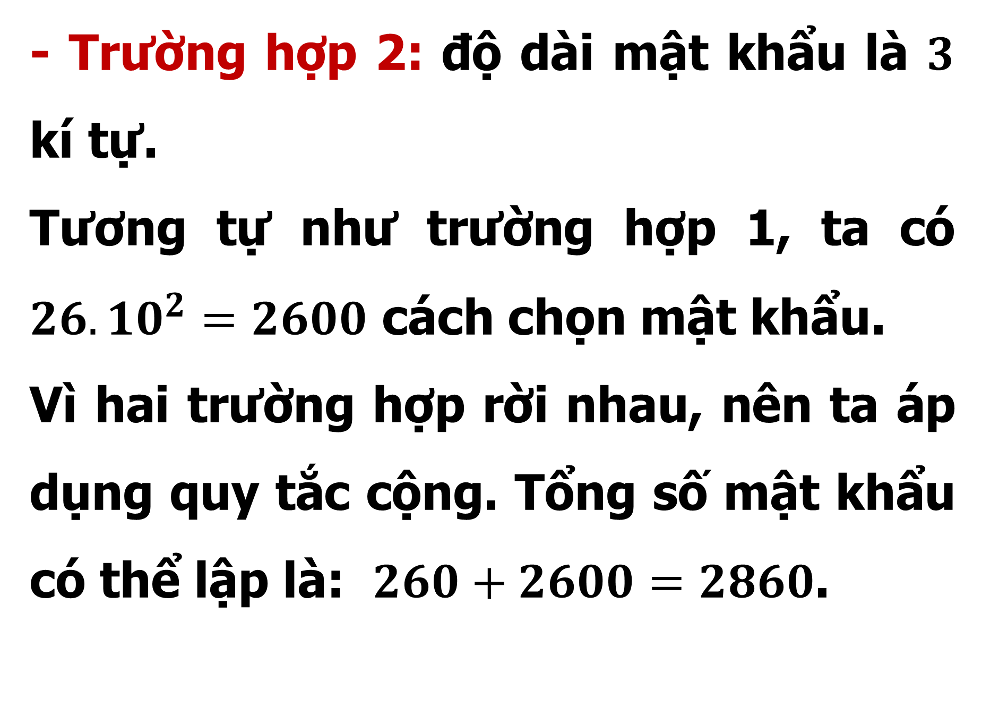 - Trường hợp 2: độ dài mật khẩu là 3
kí tự.
Tương tự như trường hợp 1, ta có
26. 10² = 2600 cách chọn mật khẩu.
Vì hai trường hợp rời nhau, nên ta áp
dụng quy tắc cộng. Tổng số mật khẩu
có thể lập là: 260 + 2600 = 2860.